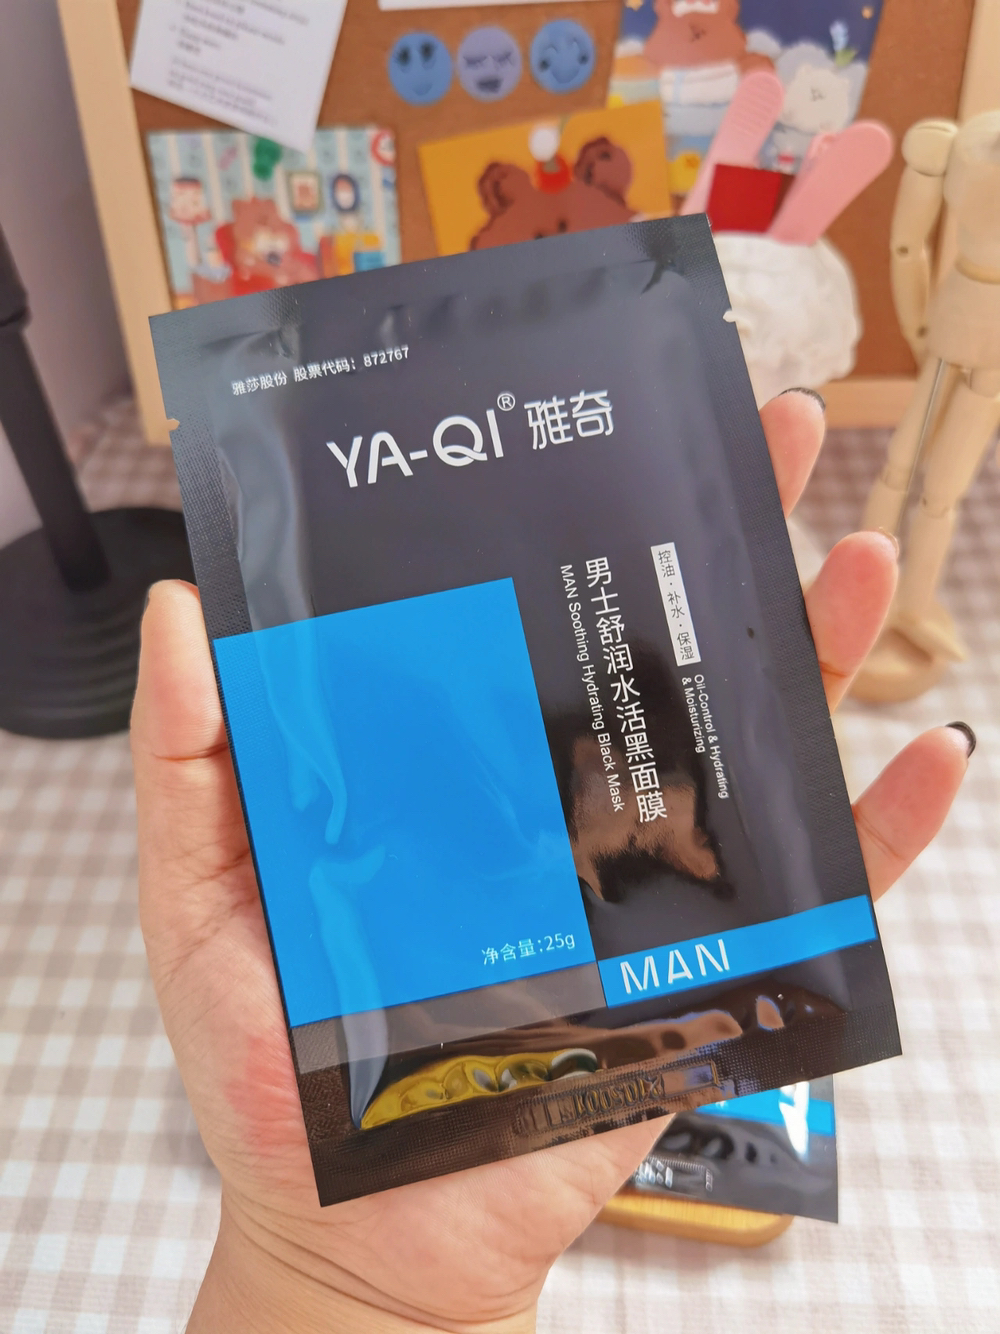 雅莎股份 股票代码：872767
YA-QI® 雅奇
控油·补水·保湿
Oil-Control & Hydrating
& Moisturizing
男士舒润水活黑面膜
MAN Soothing Hydrating Black Mask
净含量：25g
MAN